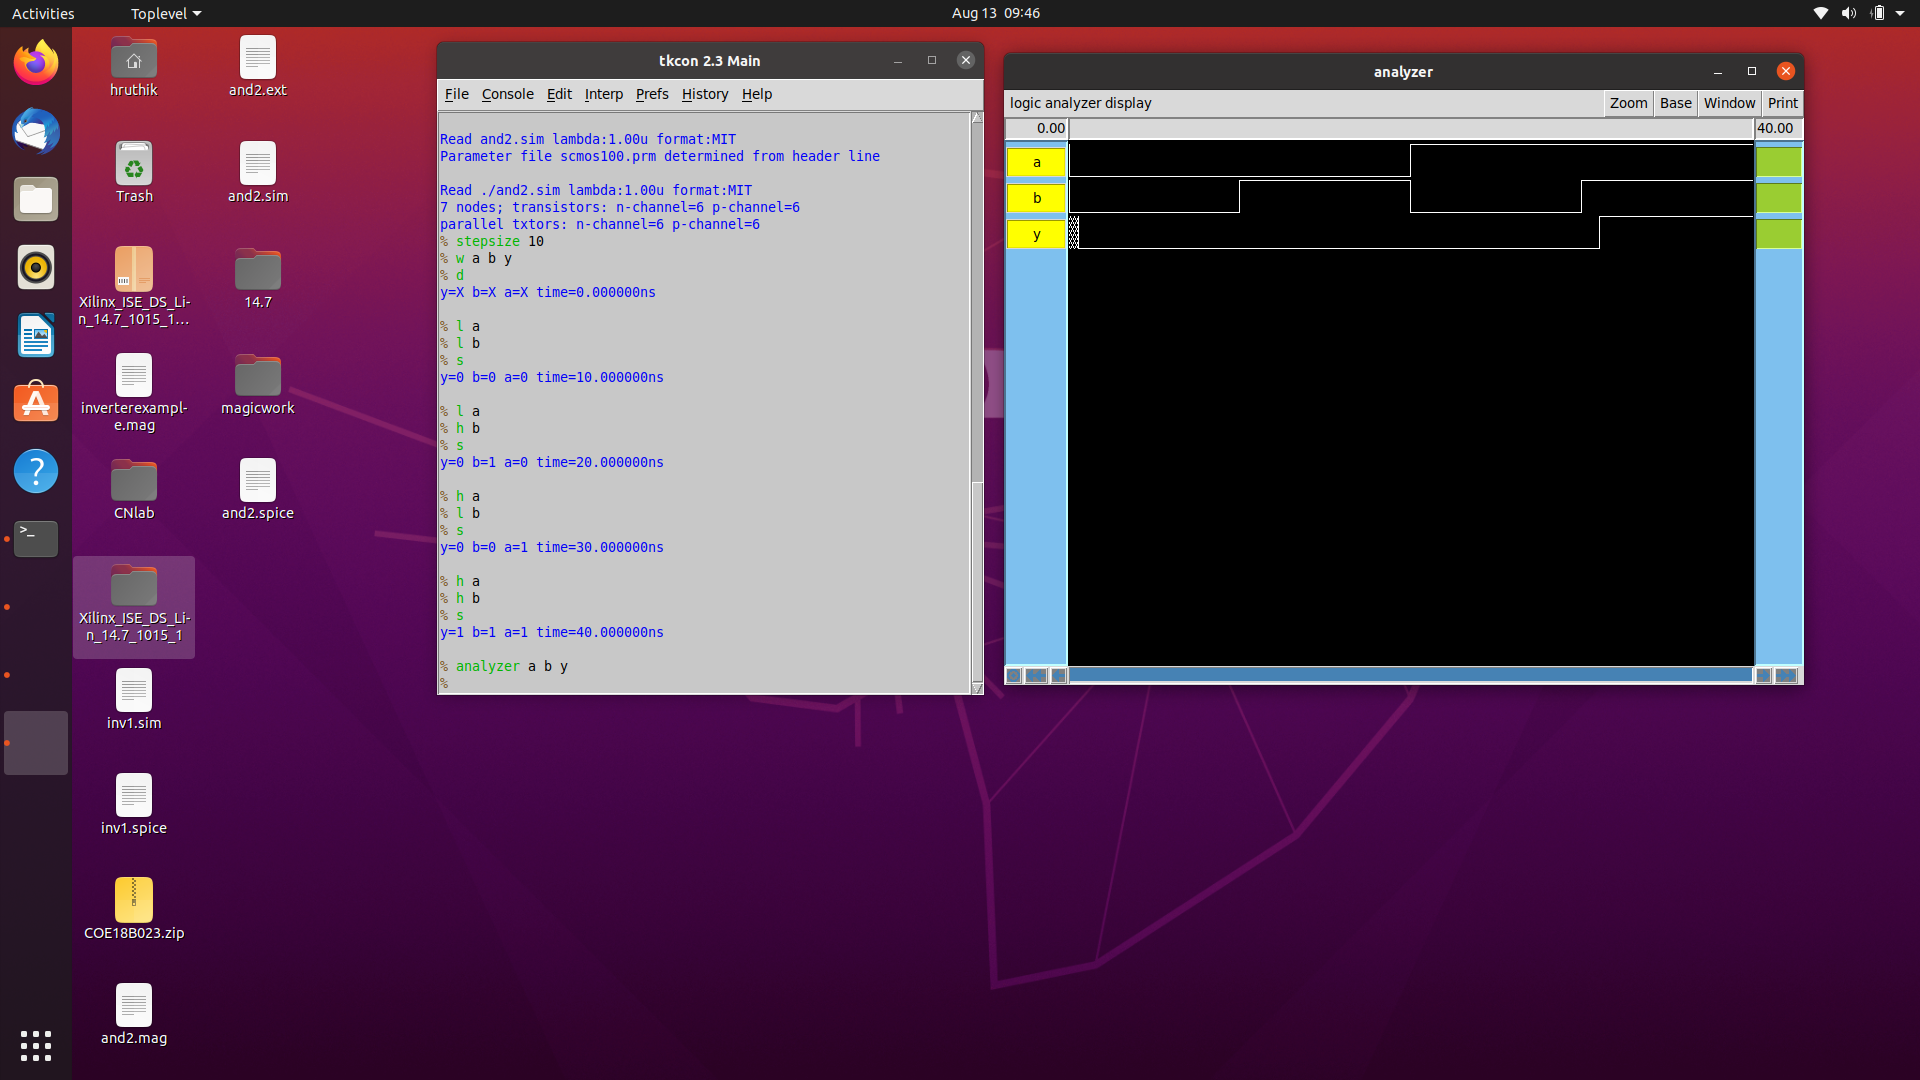 Activities
Toplevel
Aug 13 09:46
hruthik
and2.ext
Trash
and2.sim
Xilinx_ISE_DS_Li-
n_14.7_1015_1...
14.7
inverterexampl-
e.mag
magicwork
CNlab
and2.spice
Xilinx_ISE_DS_Li-
n_14.7_1015_1
inv1.sim
inv1.spice
COE18B023.zip
and2.mag
tkcon 2.3 Main
File Console Edit Interp Prefs History Help
Read and2.sim lambda:1.00u format:MIT
Parameter file scmos100.prm determined from header line
Read ./and2.sim lambda:1.00u format:MIT
7 nodes; transistors: n-channel=6 p-channel=6
parallel txtors: n-channel=6 p-channel=6
% stepsize 10
% w a b y
% d
y=X b=X a=X time=0.000000ns
% l a
% l b
% s
y=0 b=0 a=0 time=10.000000ns
% l a
% h b
% s
y=0 b=1 a=0 time=20.000000ns
% h a
% l b
% s
y=0 b=0 a=1 time=30.000000ns
% h a
% h b
% s
y=1 b=1 a=1 time=40.000000ns
% analyzer a b y
%
analyzer
logic analyzer display
Zoom Base Window Print
0.00
40.00
a
b
y